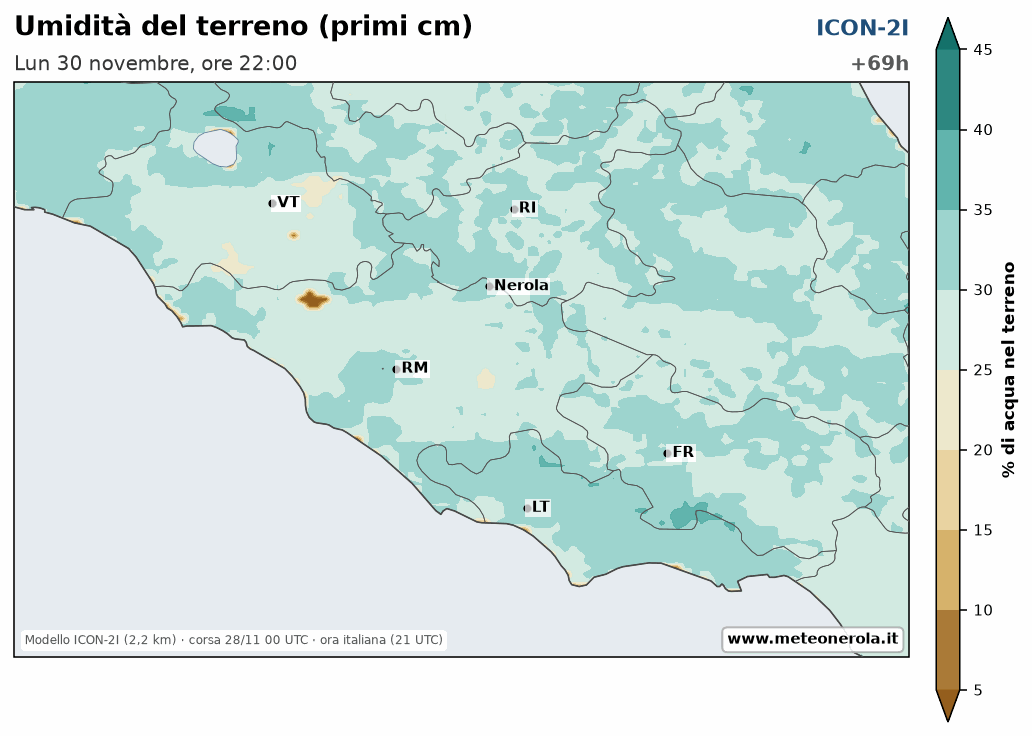 Umidità del terreno (primi cm)
ICON-2I
Lun 30 novembre, ore 22:00
+69h
45
40
35
30
25
20
15
10
5
% di acqua nel terreno
VT
RI
Nerola
RM
FR
LT
Modello ICON-2I (2,2 km) · corsa 28/11 00 UTC · ora italiana (21 UTC)
www.meteonerola.it